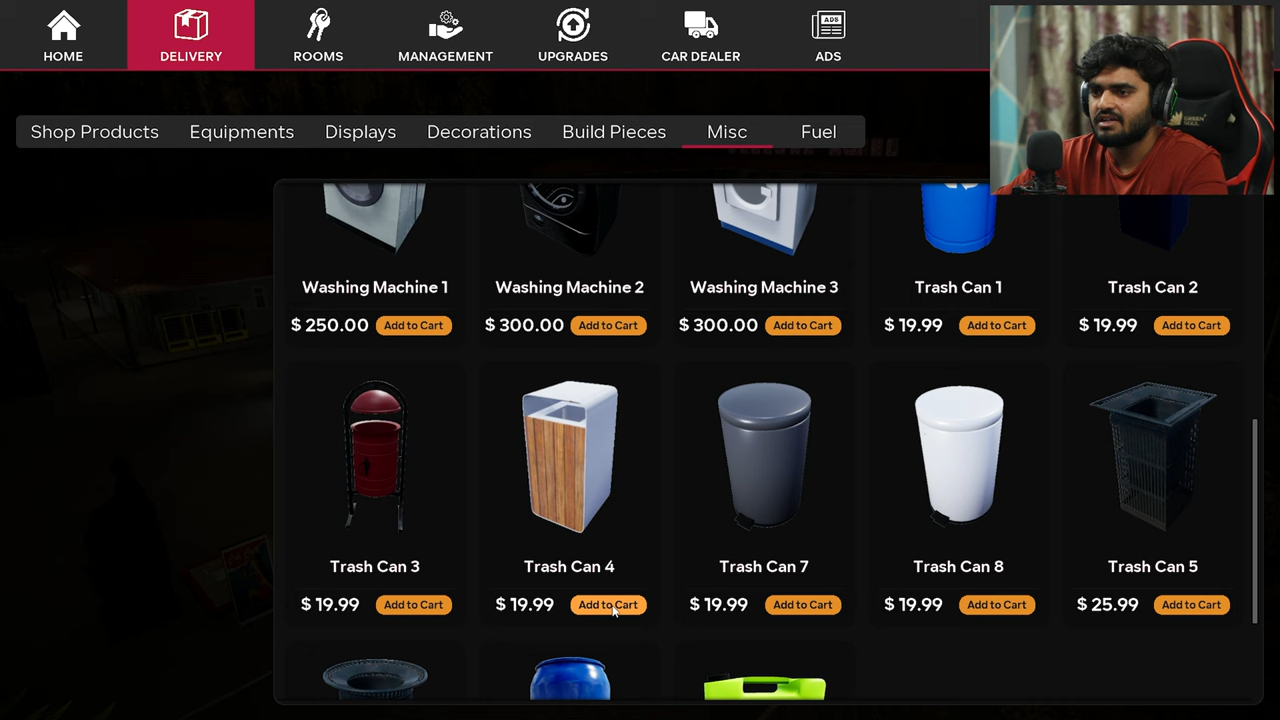 HOME
DELIVERY
ROOMS
MANAGEMENT
UPGRADES
CAR DEALER
ADS
ADS
Shop Products
Equipments
Displays
Decorations
Build Pieces
Misc
Fuel
Washing Machine 1
Washing Machine 2
Washing Machine 3
Trash Can 1
Trash Can 2
$ 250.00 Add to Cart
$ 300.00 Add to Cart
$ 300.00 Add to Cart
$ 19.99 Add to Cart
$ 19.99 Add to Cart
Trash Can 3
Trash Can 4
Trash Can 7
Trash Can 8
Trash Can 5
$ 19.99 Add to Cart
$ 19.99 Add to Cart
$ 19.99 Add to Cart
$ 19.99 Add to Cart
$ 25.99 Add to Cart